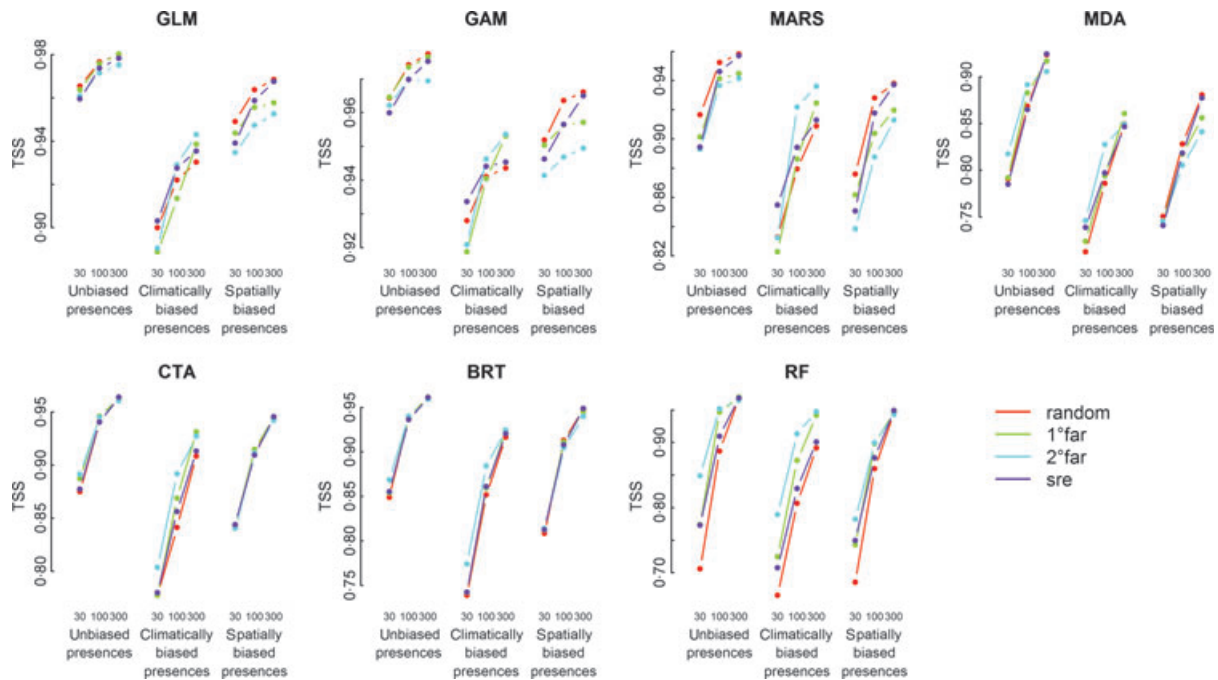 GLM
GAM
MARS
MDA
TSS
0·90 0·94 0·98
30 100 300
Unbiased
presences
30 100 300
Climatically
biased
presences
30 100 300
Spatially
biased
presences
TSS
0·92 0·94 0·96
30 100 300
Unbiased
presences
30 100 300
Climatically
biased
presences
30 100 300
Spatially
biased
presences
TSS
0·82 0·86 0·90 0·94
30 100 300
Unbiased
presences
30 100 300
Climatically
biased
presences
30 100 300
Spatially
biased
presences
TSS
0·75 0·80 0·85 0·90
30 100 300
Unbiased
presences
30 100 300
Climatically
biased
presences
30 100 300
Spatially
biased
presences
CTA
BRT
RF
TSS
0·80 0·85 0·90 0·95
30 100 300
Unbiased
presences
30 100 300
Climatically
biased
presences
30 100 300
Spatially
biased
presences
TSS
0·75 0·85 0·90 0·95
30 100 300
Unbiased
presences
30 100 300
Climatically
biased
presences
30 100 300
Spatially
biased
presences
TSS
0·70 0·80 0·90
30 100 300
Unbiased
presences
30 100 300
Climatically
biased
presences
30 100 300
Spatially
biased
presences
random
1°far
2°far
sre